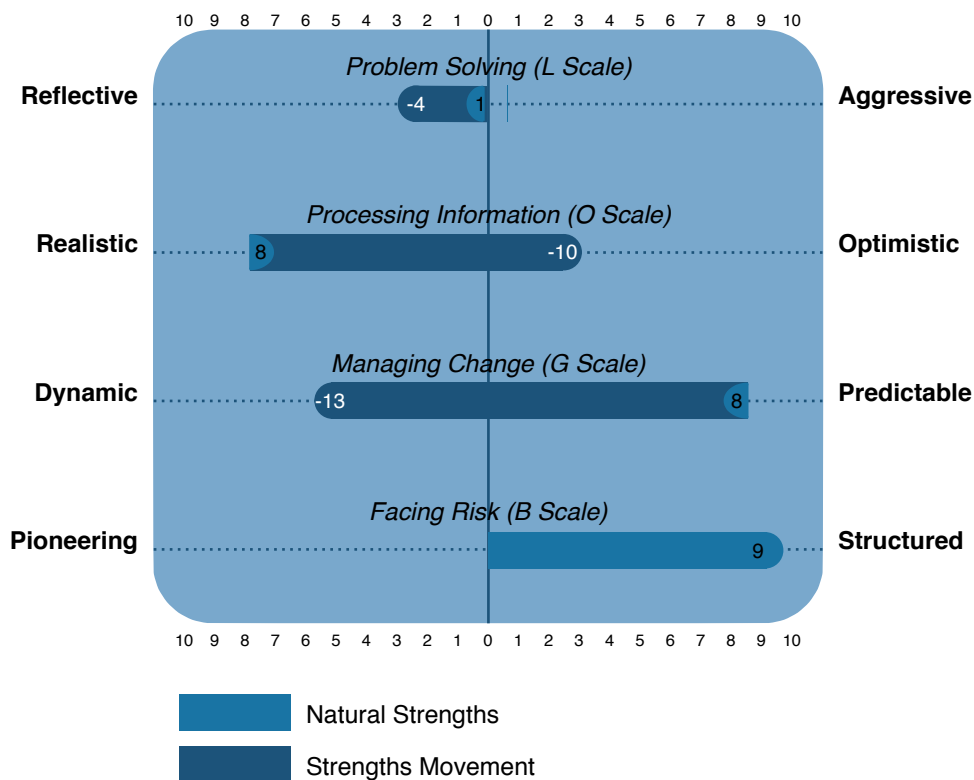 10 9 8 7 6 5 4 3 2 1 0 1 2 3 4 5 6 7 8 9 10
Problem Solving (L Scale)
Reflective -4 1 Aggressive
Processing Information (O Scale)
Realistic 8 -10 Optimistic
Managing Change (G Scale)
Dynamic -13 8 Predictable
Facing Risk (B Scale)
Pioneering 9 Structured
10 9 8 7 6 5 4 3 2 1 0 1 2 3 4 5 6 7 8 9 10
Natural Strengths
Strengths Movement